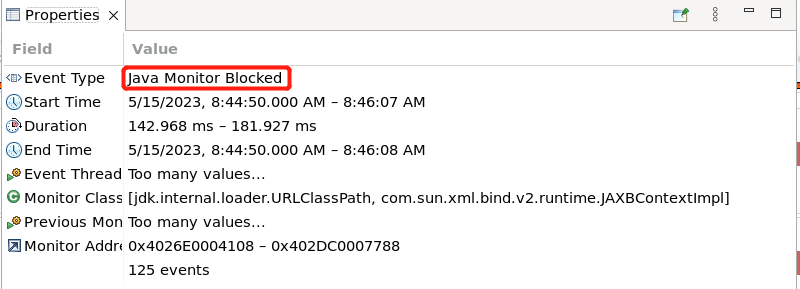 Properties
Field Value
Event Type Java Monitor Blocked
Start Time 5/15/2023, 8:44:50.000 AM – 8:46:07 AM
Duration 142.968 ms – 181.927 ms
End Time 5/15/2023, 8:44:50.000 AM – 8:46:08 AM
Event Thread Too many values...
Monitor Class [jdk.internal.loader.URLClassPath, com.sun.xml.bind.v2.runtime.JAXBContextImpl]
Previous Mon Too many values...
Monitor Addre 0x4026E0004108 – 0x402DC0007788
125 events